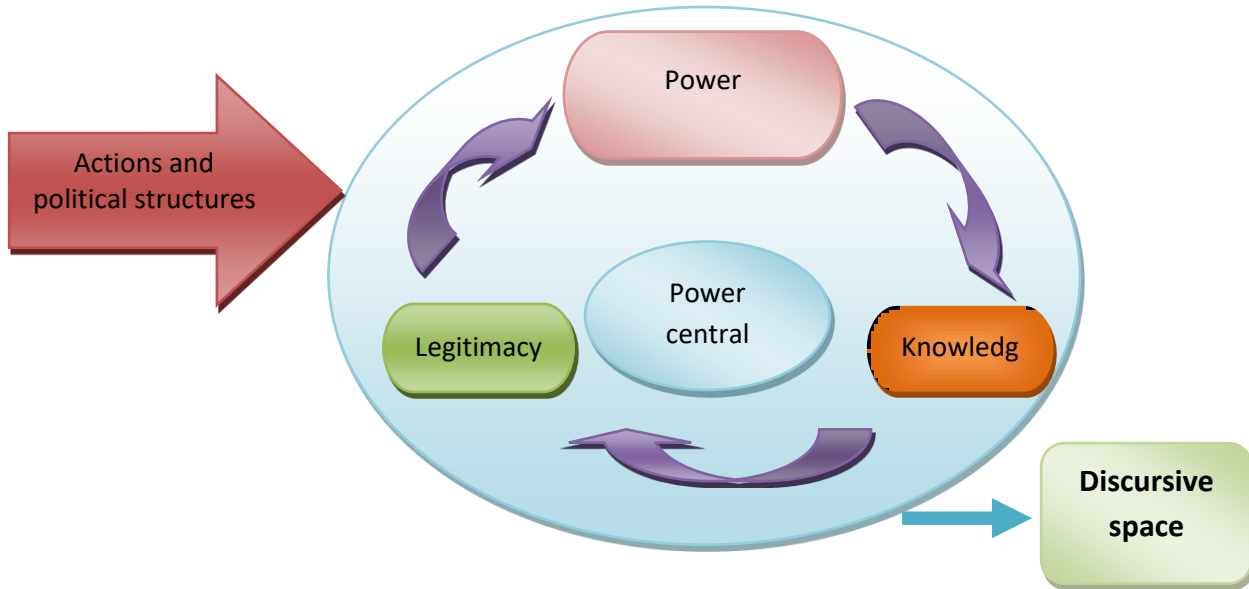 Power
Actions and
political structures
Power
central
Legitimacy
Knowledg
Discursive
space